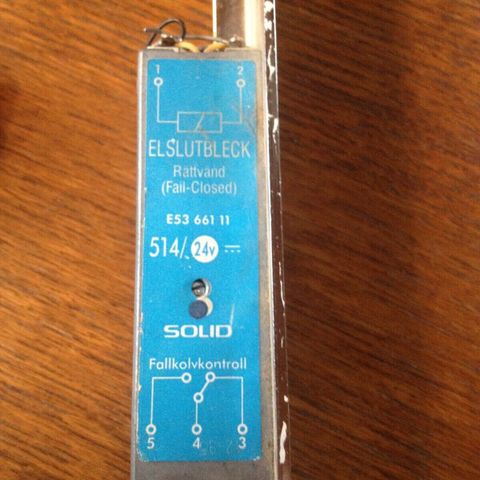 1 2
ELSLUTBLECK
Rättvänd
(Fail-Closed)
E53 661 11
514/ 24v
SOLID
Fallkolvkontroll
5 4 3